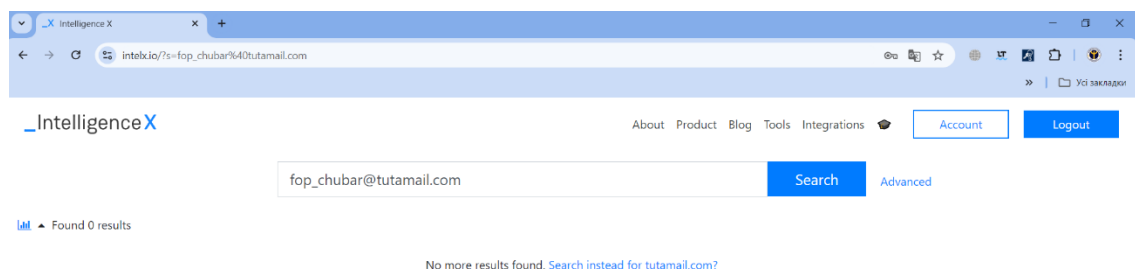 _X Intelligence X
intelx.io/?s=fop_chubar%40tutamail.com
» Усі закладки
_IntelligenceX About Product Blog Tools Integrations Account Logout
fop_chubar@tutamail.com Search Advanced
Found 0 results
No more results found. Search instead for tutamail.com?